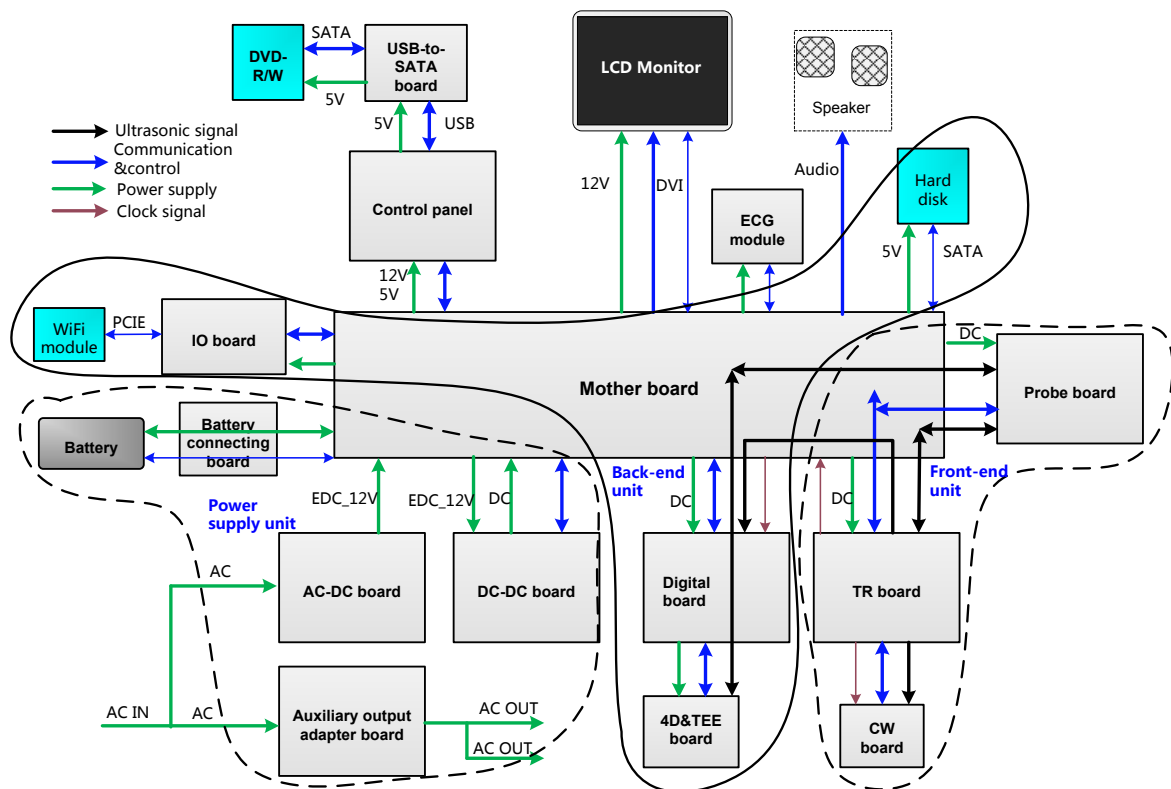 SATA
DVD-
R/W
USB-to-
SATA
board
5V
LCD Monitor
Speaker
Ultrasonic signal
Communication
&control
Power supply
Clock signal
5V
USB
Control panel
12V
DVI
Audio
ECG
module
Hard
disk
5V
SATA
12V
5V
WiFi
module
PCIE
IO board
Mother board
DC
Probe board
Battery
Battery
connecting
board
Power
supply unit
EDC_12V
EDC_12V
DC
Back-end
unit
DC
DC
Front-end
unit
AC
AC-DC board
DC-DC board
Digital
board
TR board
AC IN
AC
Auxiliary output
adapter board
AC OUT
AC OUT
4D&TEE
board
CW
board